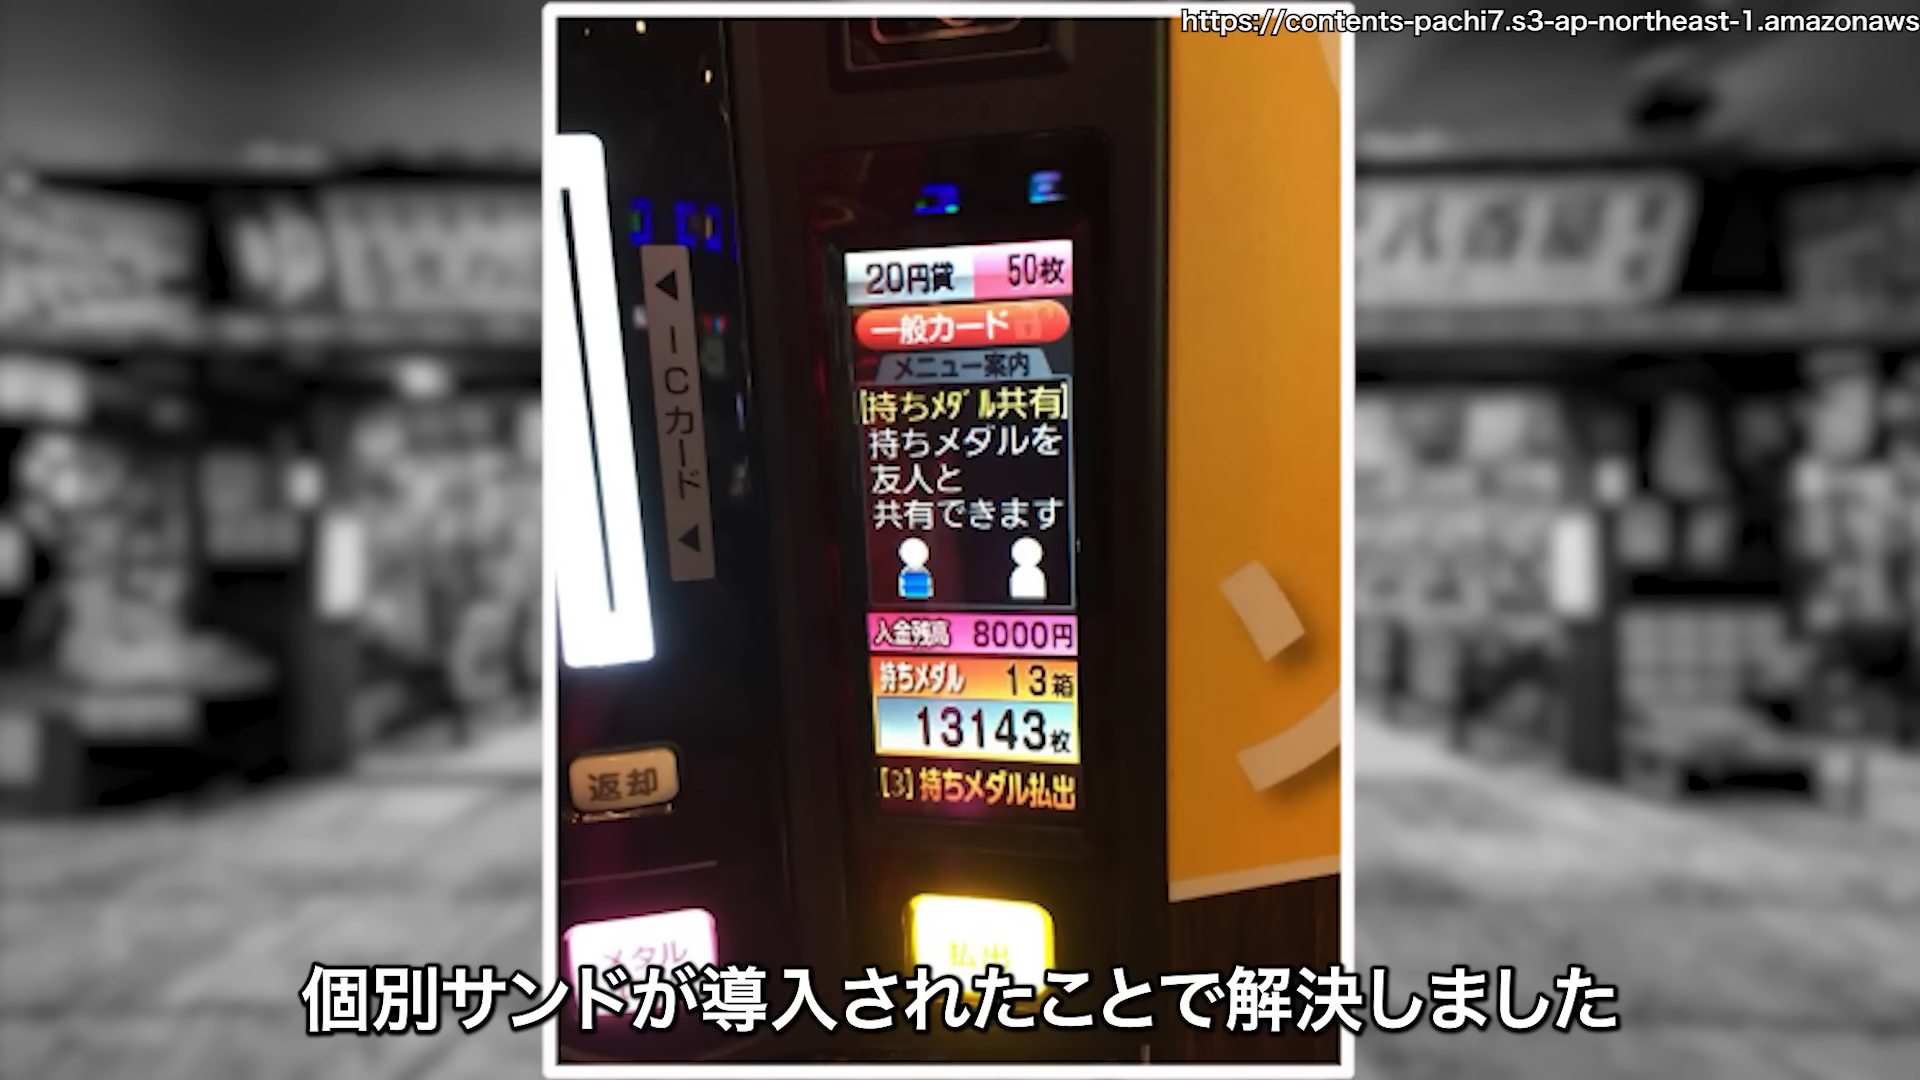 https://contents-pachi7.s3-ap-northeast-1.amazonaws
20円貸 50枚
一般カード
メニュー案内
[持ちﾒﾀﾞﾙ共有]
持ちメダルを
友人と
共有できます
入金残高 8000円
持ちメダル 13箱
13143枚
[3]持ちメダル払出
◀ICカード◀
返却
メダル
払出
個別サンドが導入されたことで解決しました